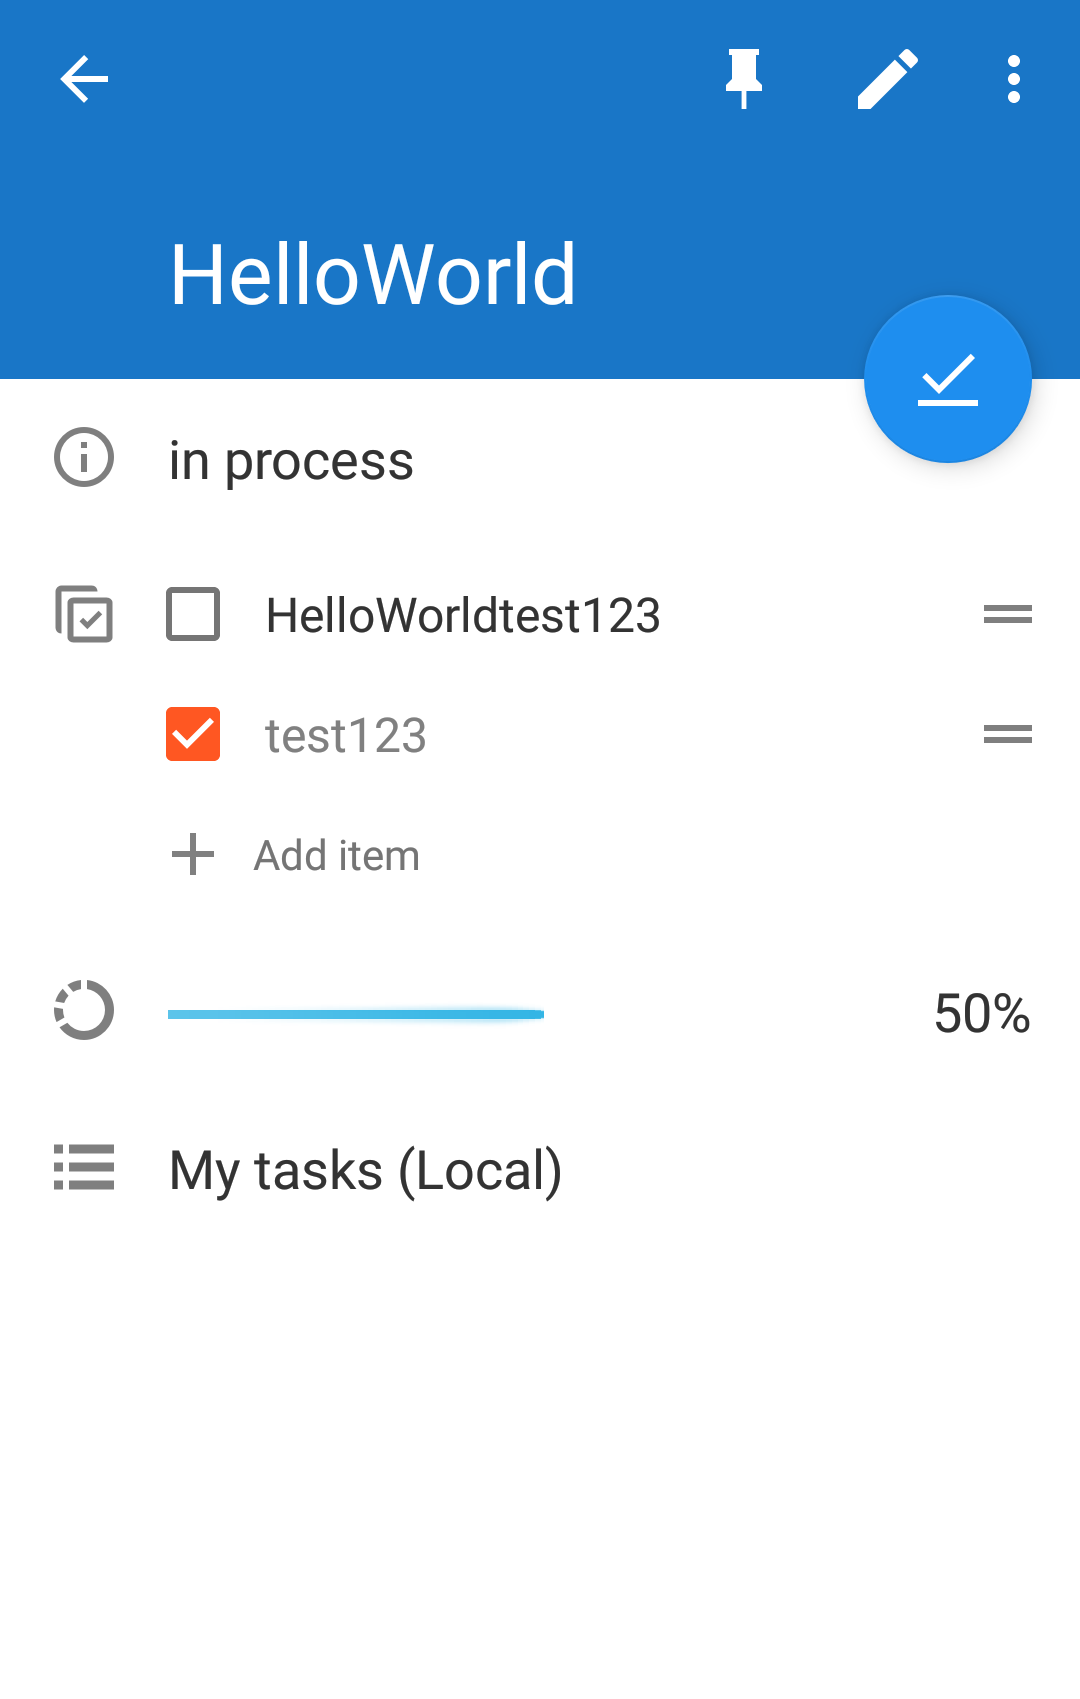 HelloWorld
in process
HelloWorldtest123
test123
Add item
50%
My tasks (Local)